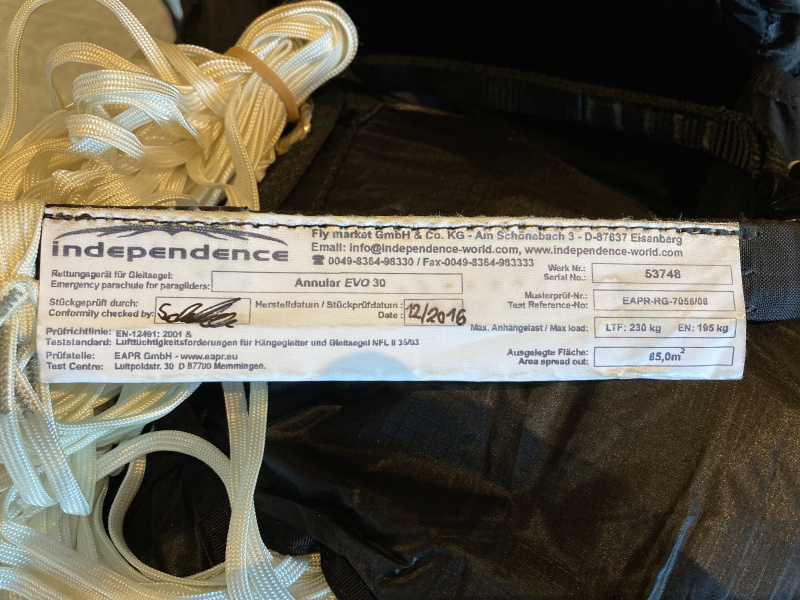 independence
Fly market GmbH & Co. KG - Am Schönebach 3 - D-87637 Eisenberg
Email: info@independence-world.com, www.independence-world.com
☎ 0049-8364-98330 / Fax-0049-8364-983333
Rettungsgerät für Gleitsegel:
Emergency parachute for paragliders:
Annular EVO 30
Werk Nr.:
Serial No.:
53748
Stückgeprüft durch:
Conformity checked by:
Herstelldatum / Stückprüfdatum :
Date :
12/2016
Musterprüf-Nr.:
Test Reference-No.:
EAPR-RG-7058/08
Prüfrichtlinie: EN-12491: 2001 &
Teststandard: Lufttüchtigkeitsforderungen für Hängegleiter und Gleitsegel NFL II 35/03
Max. Anhängelast / Max load:
LTF: 230 kg EN: 195 kg
Prüfstelle: EAPR GmbH - www.eapr.eu
Test Centre: Luitpoldstr. 30 D 87700 Memmingen.
Ausgelegte Fläche:
Area spread out:
65,0m²